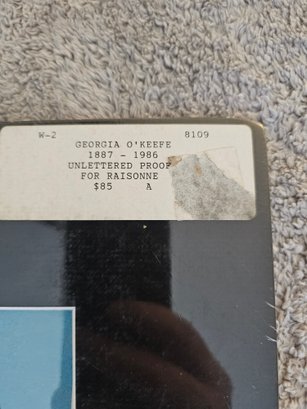 W-2 8109
GEORGIA O'KEEFE
1887 - 1986
UNLETTERED PROOF
FOR RAISONNE
$85 A